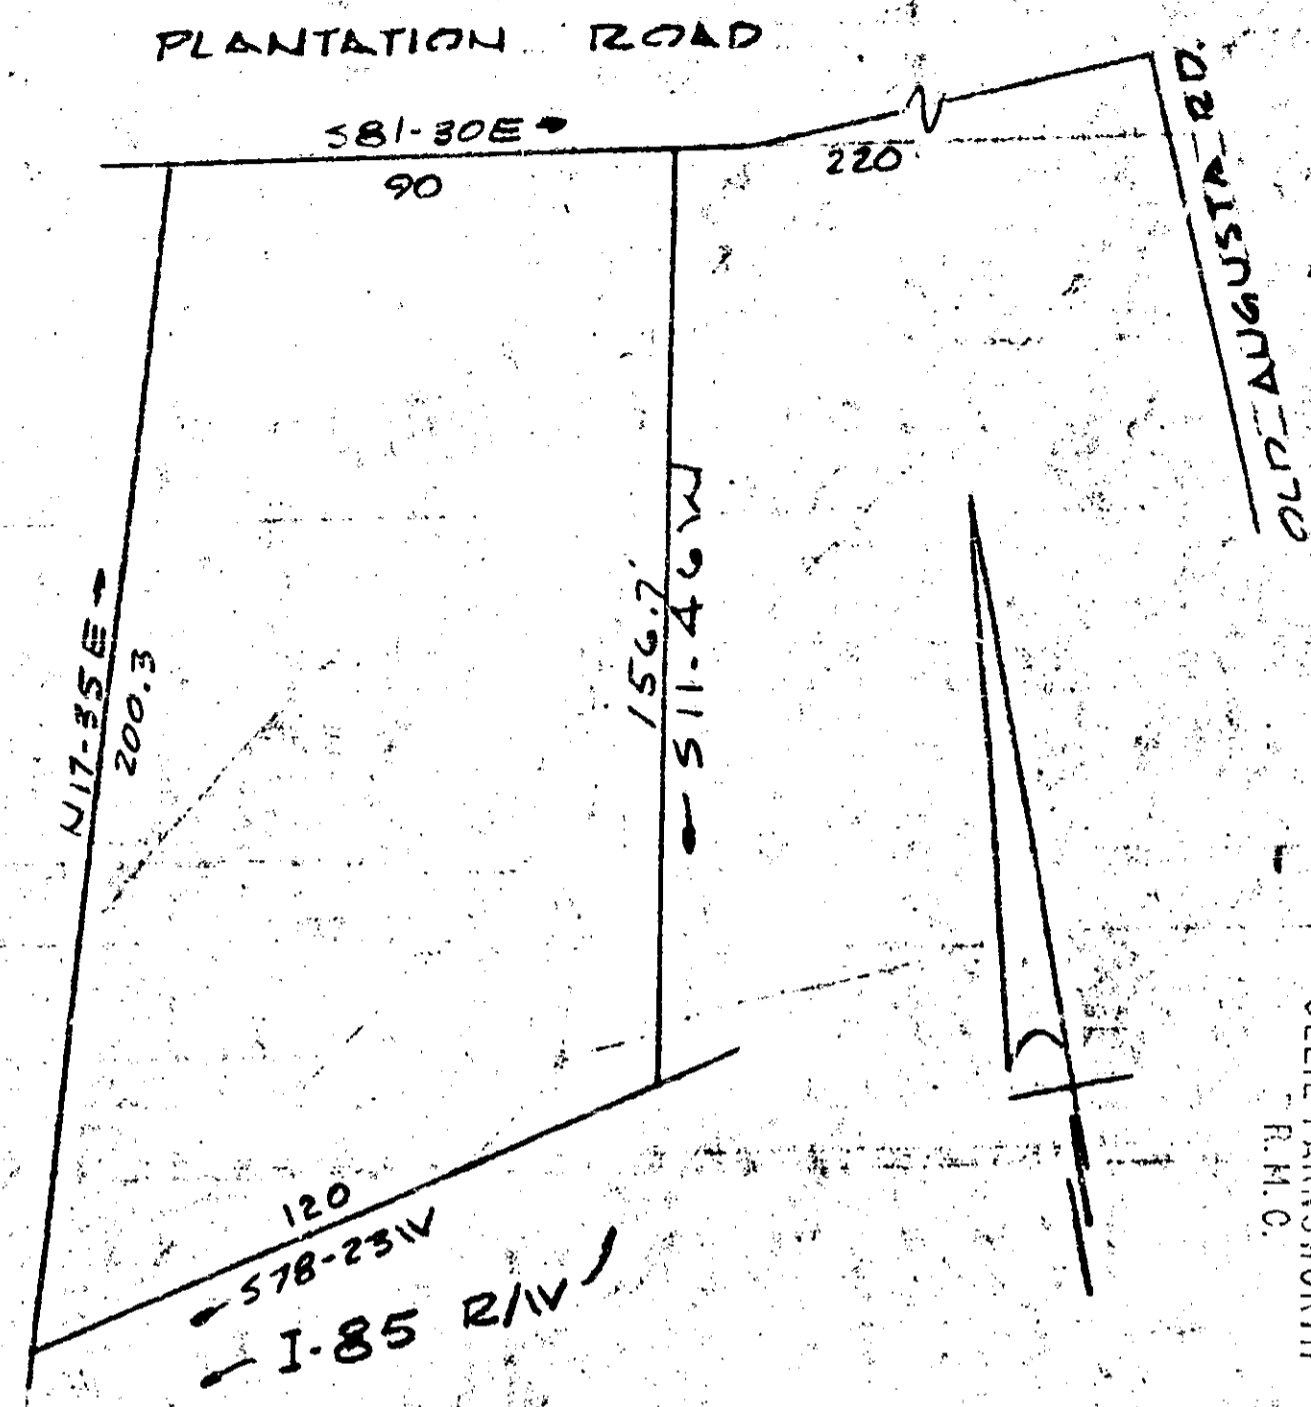 PLANTATION ROAD
S81-30E
90
220
OLD AUGUSTA RD.
N17-35E
200.3
156.7'
S11-46W
120
S78-23W
I-85 R/W
R.M.C.